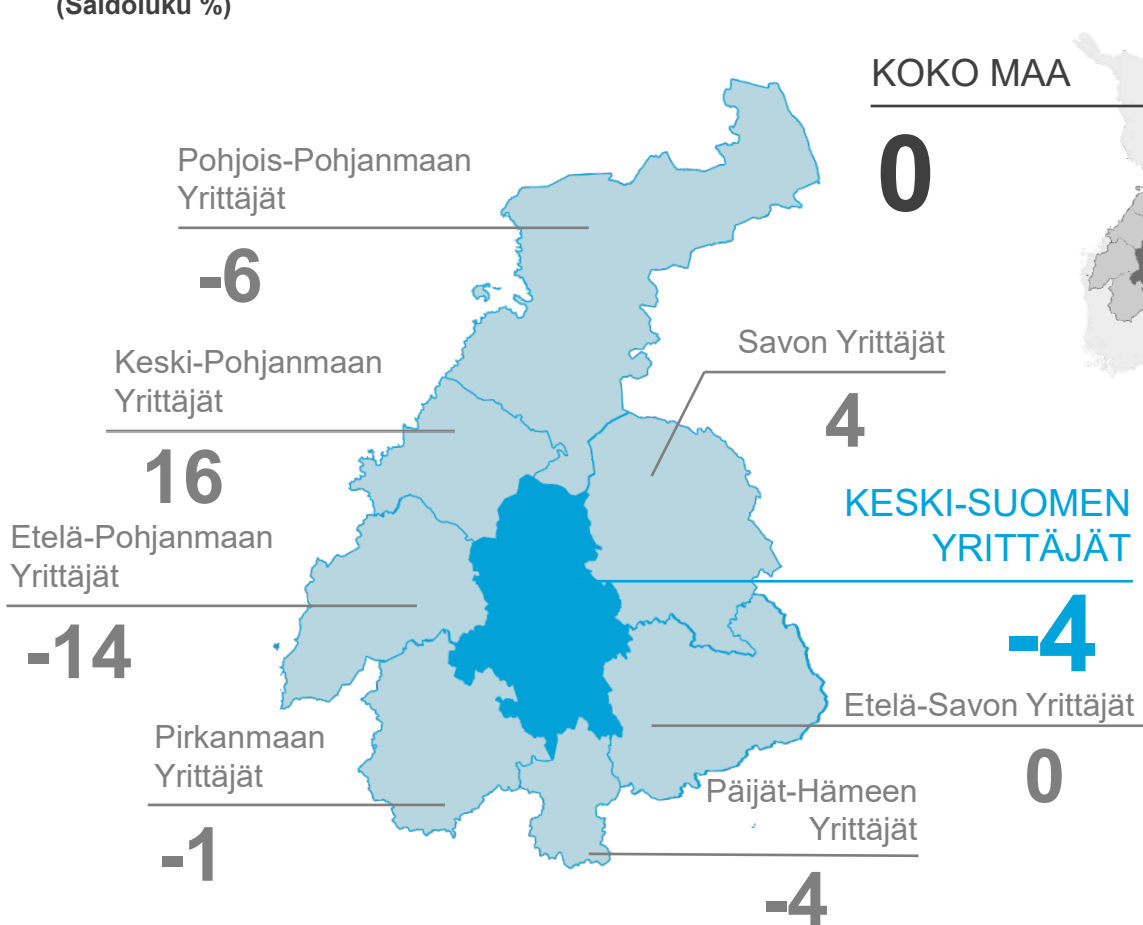 (Saldoluku %)
KOKO MAA
0
Pohjois-Pohjanmaan
Yrittäjät
-6
Savon Yrittäjät
4
Keski-Pohjanmaan
Yrittäjät
16
KESKI-SUOMEN
YRITTÄJÄT
-4
Etelä-Pohjanmaan
Yrittäjät
-14
Etelä-Savon Yrittäjät
0
Pirkanmaan
Yrittäjät
-1
Päijät-Hämeen
Yrittäjät
-4